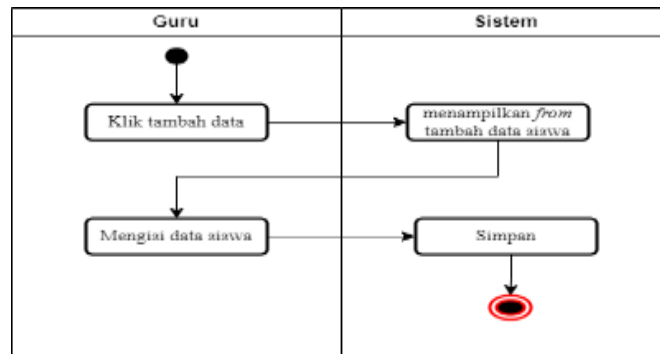 Guru
Sistem
Klik tambah data
menampilkan from
tambah data siswa
Mengisi data siswa
Simpan